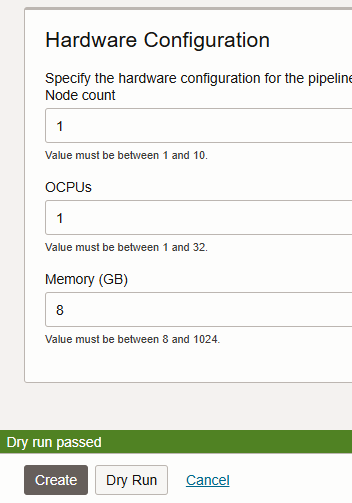 Hardware Configuration
Specify the hardware configuration for the pipeline
Node count
1
Value must be between 1 and 10.
OCPUs
1
Value must be between 1 and 32.
Memory (GB)
8
Value must be between 8 and 1024.
Dry run passed
Create Dry Run Cancel